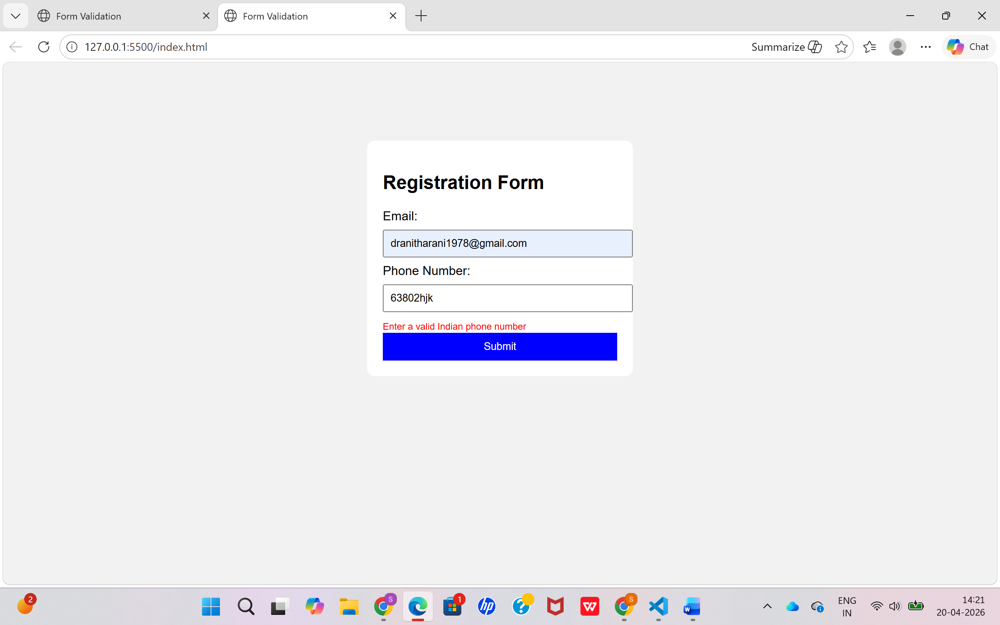 Form Validation
Form Validation
127.0.0.1:5500/index.html
Summarize
Chat
Registration Form
Email:
dranitharani1978@gmail.com
Phone Number:
63802hjk
Enter a valid Indian phone number
Submit
2
S
1
hp
?
W
S
W
ENG
IN
14:21
20-04-2026